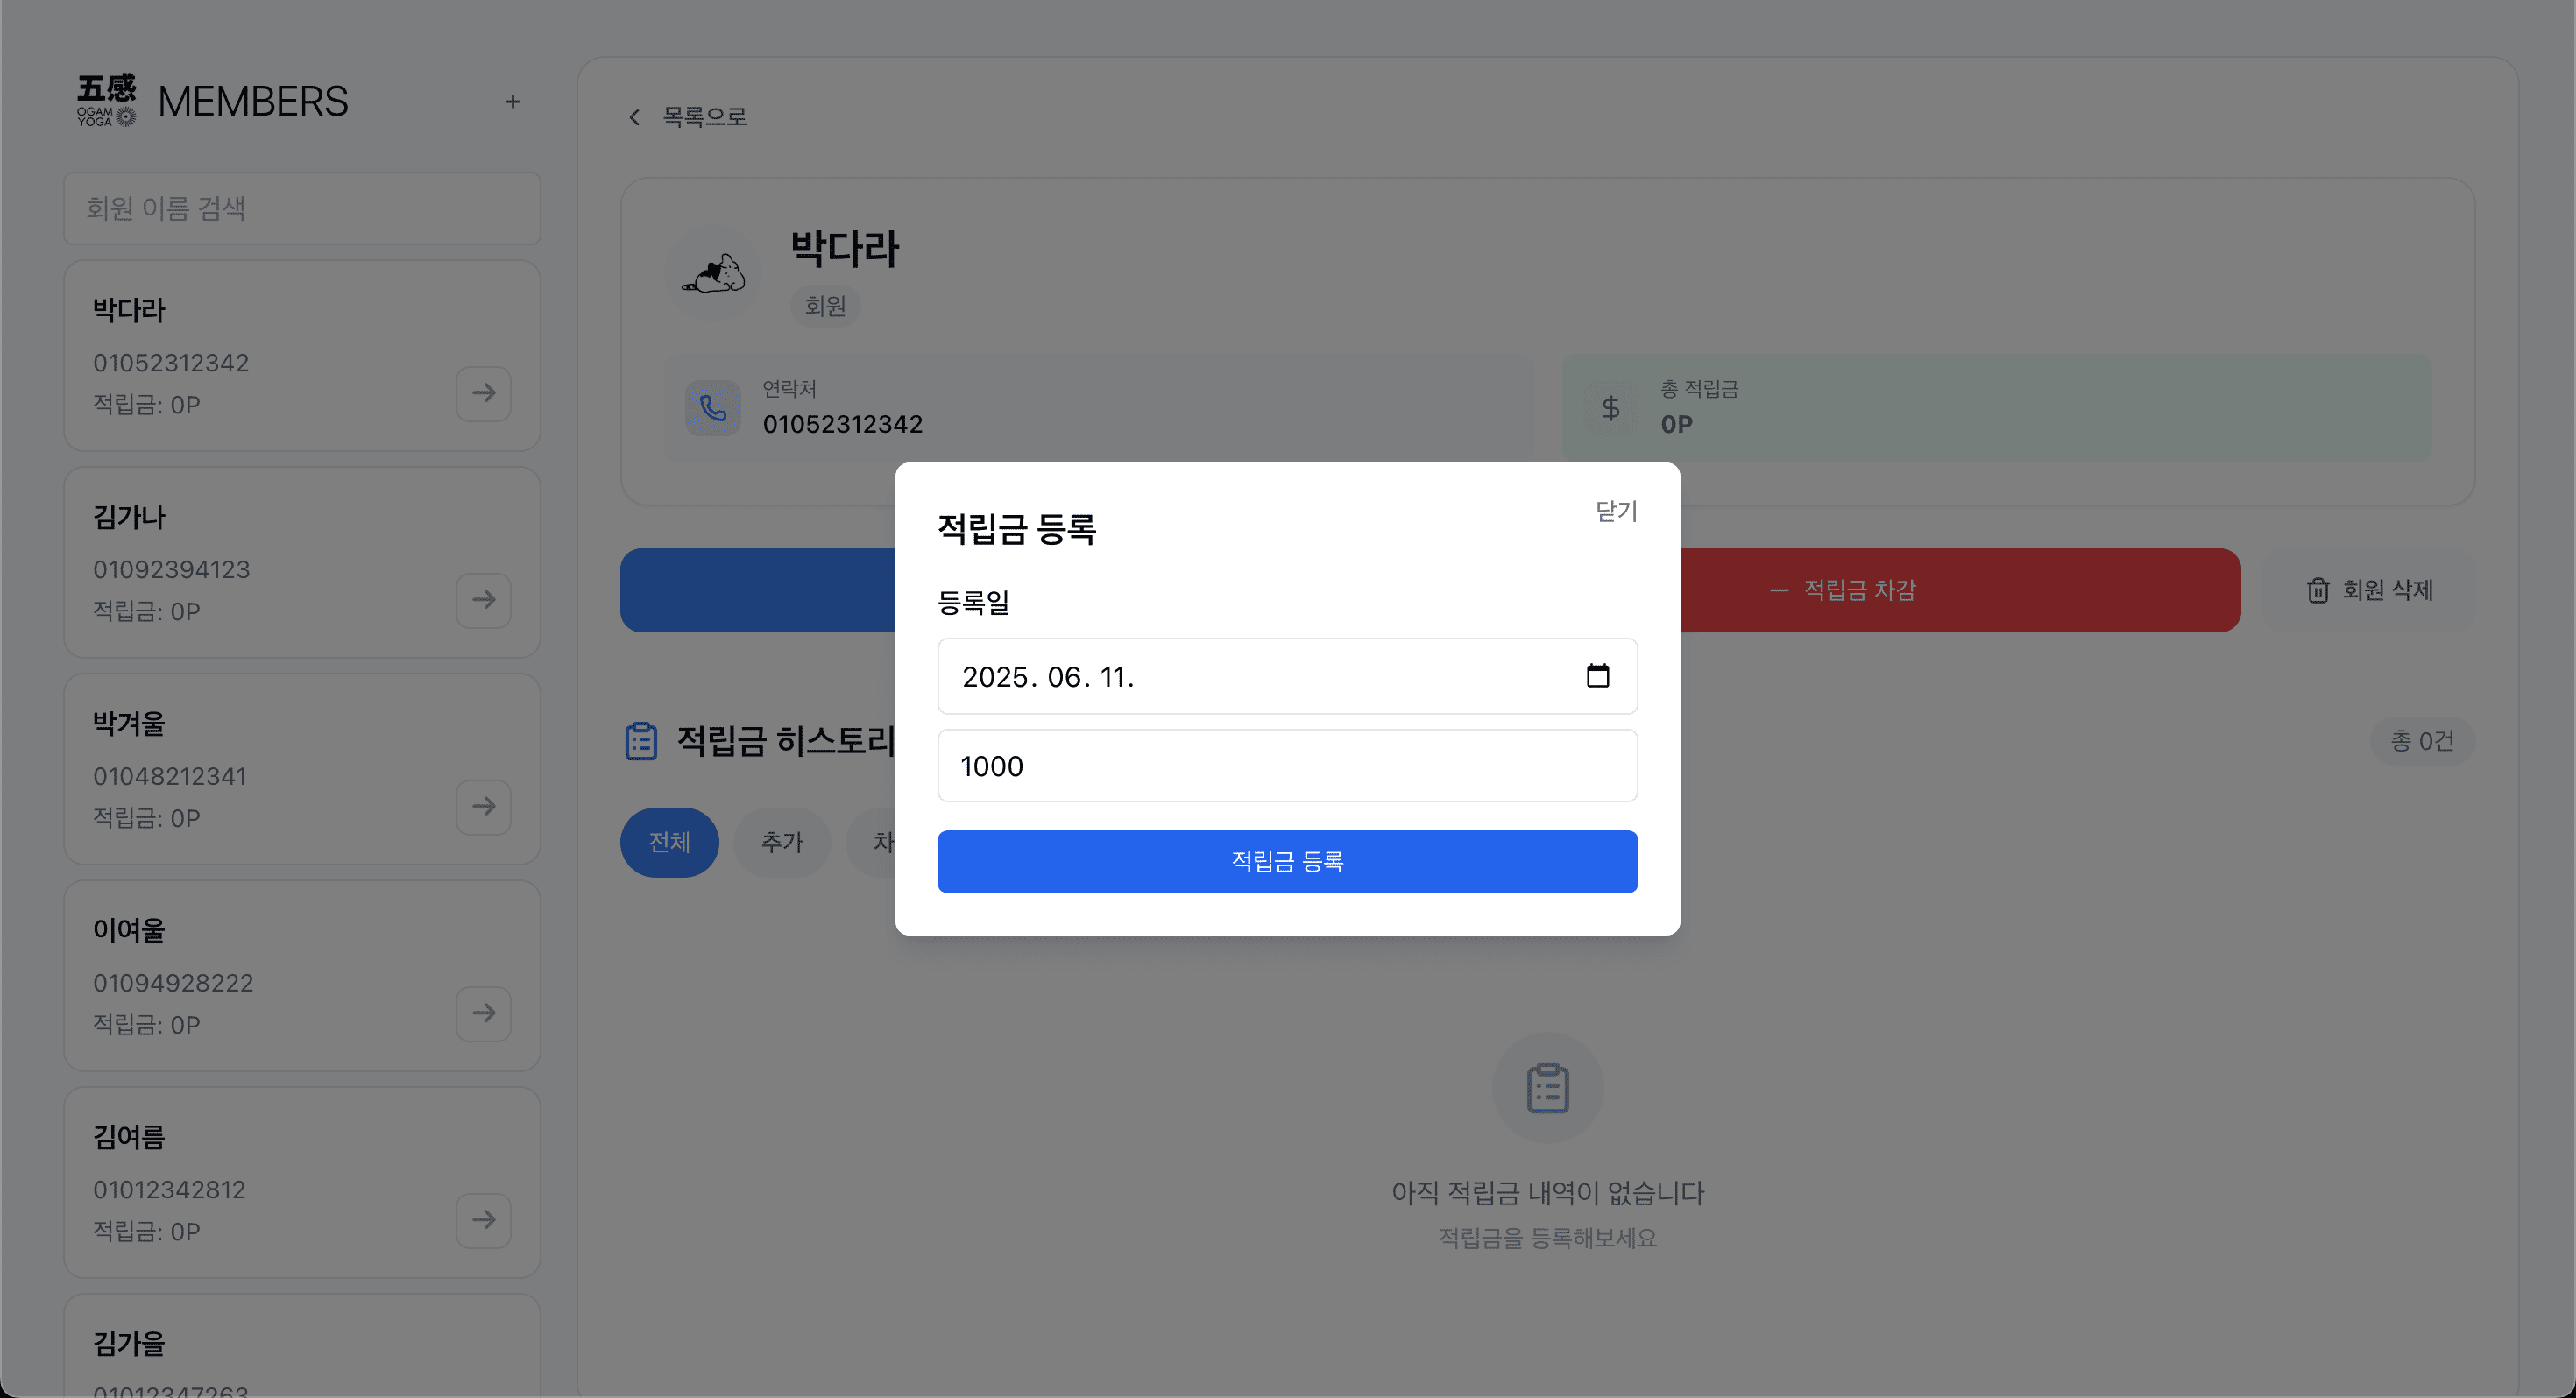 五感
OGAM
YOGA
MEMBERS
+
회원 이름 검색
박다라
01052312342
적립금: 0P
김가나
01092394123
적립금: 0P
박겨울
01048212341
적립금: 0P
이여울
01094928222
적립금: 0P
김여름
01012342812
적립금: 0P
김가을
01012347263
목록으로
박다라
회원
연락처
01052312342
총 적립금
0P
적립금 차감
회원 삭제
적립금 히스토리
총 0건
전체
추가
아직 적립금 내역이 없습니다
적립금을 등록해보세요
적립금 등록
닫기
등록일
2025. 06. 11.
1000
적립금 등록